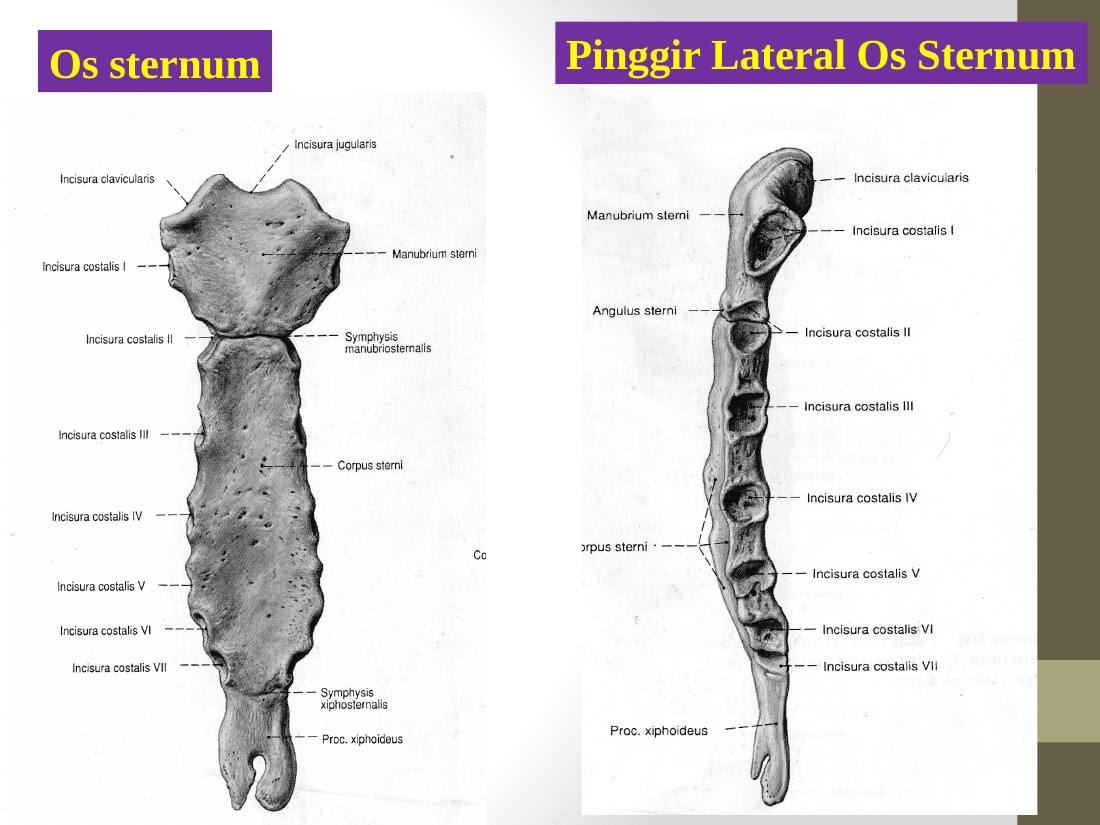 Os sternum
Pinggir Lateral Os Sternum
Incisura jugularis
Incisura clavicularis
Manubrium sterni
Incisura costalis I
Incisura costalis II
Symphysis
manubriosternalis
Incisura costalis III
Corpus sterni
Incisura costalis IV
Co
Incisura costalis V
Incisura costalis VI
Incisura costalis VII
Symphysis
xiphosternalis
Proc. xiphoideus
Incisura clavicularis
Manubrium sterni
Incisura costalis I
Angulus sterni
Incisura costalis II
Incisura costalis III
Incisura costalis IV
orpus sterni
Incisura costalis V
Incisura costalis VI
Incisura costalis VII
Proc. xiphoideus